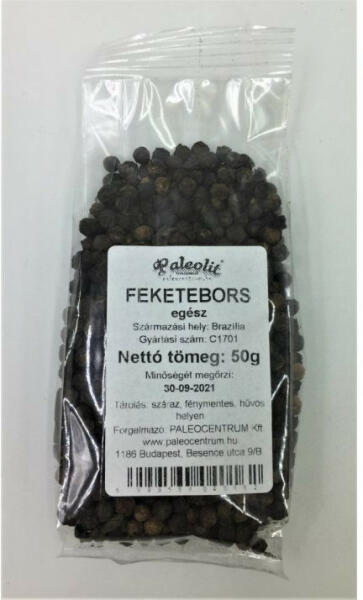 Paleolit
FEKETEBORS
egész
Származási hely: Brazília
Gyártási szám: C1701
Nettó tömeg: 50g
Minőségét megőrzi:
30-09-2021
Tárolás: száraz, fénymentes, hűvös
helyen
Forgalmazó: PALEOCENTRUM Kft
www.paleocentrum.hu
1186 Budapest, Besence utca 9/B